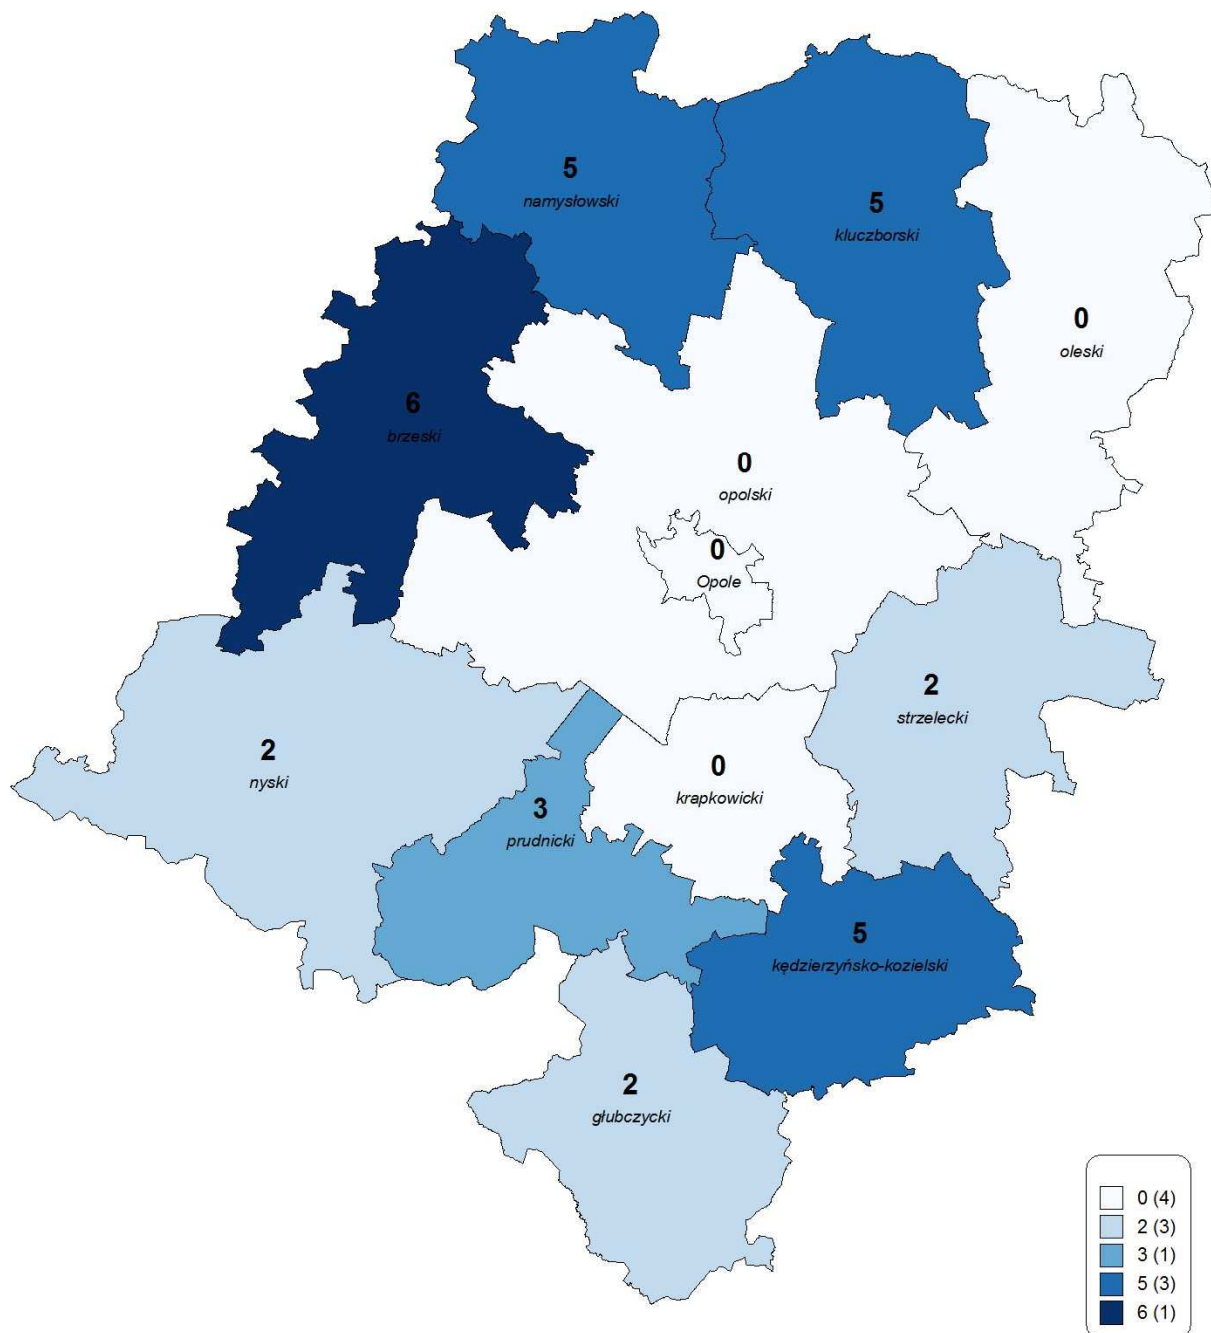 5
namysłowski
5
kluczborski
0
oleski
6
brzeski
0
opolski
0
Opole
2
strzelecki
2
nyski
0
krapkowicki
3
prudnicki
5
kędzierzyńsko-kozielski
2
głubczycki
0 (4)
2 (3)
3 (1)
5 (3)
6 (1)